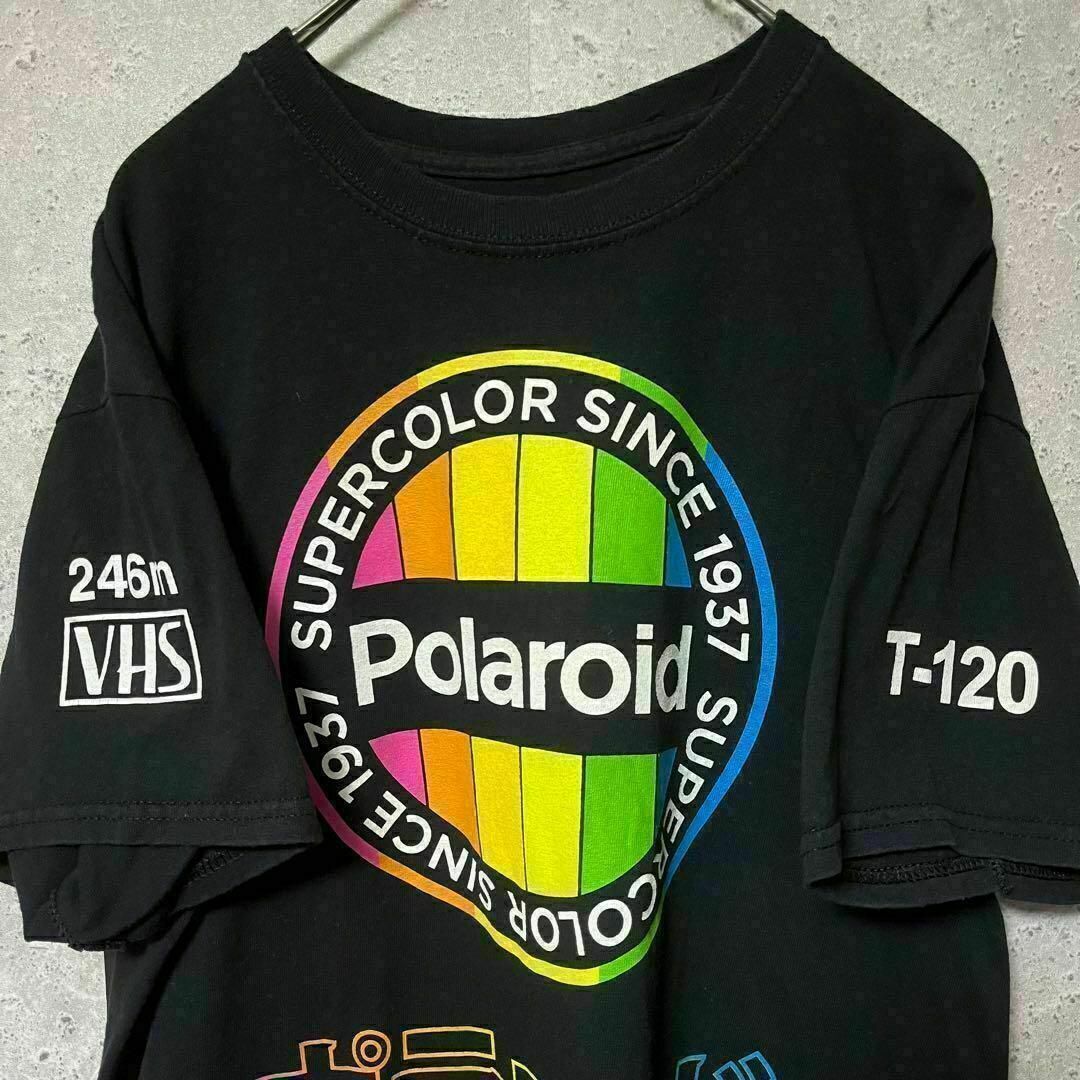 SUPERCOLOR SINCE 1937 SUPERCOLOR SINCE 1937
Polaroid
246m
VHS
T-120